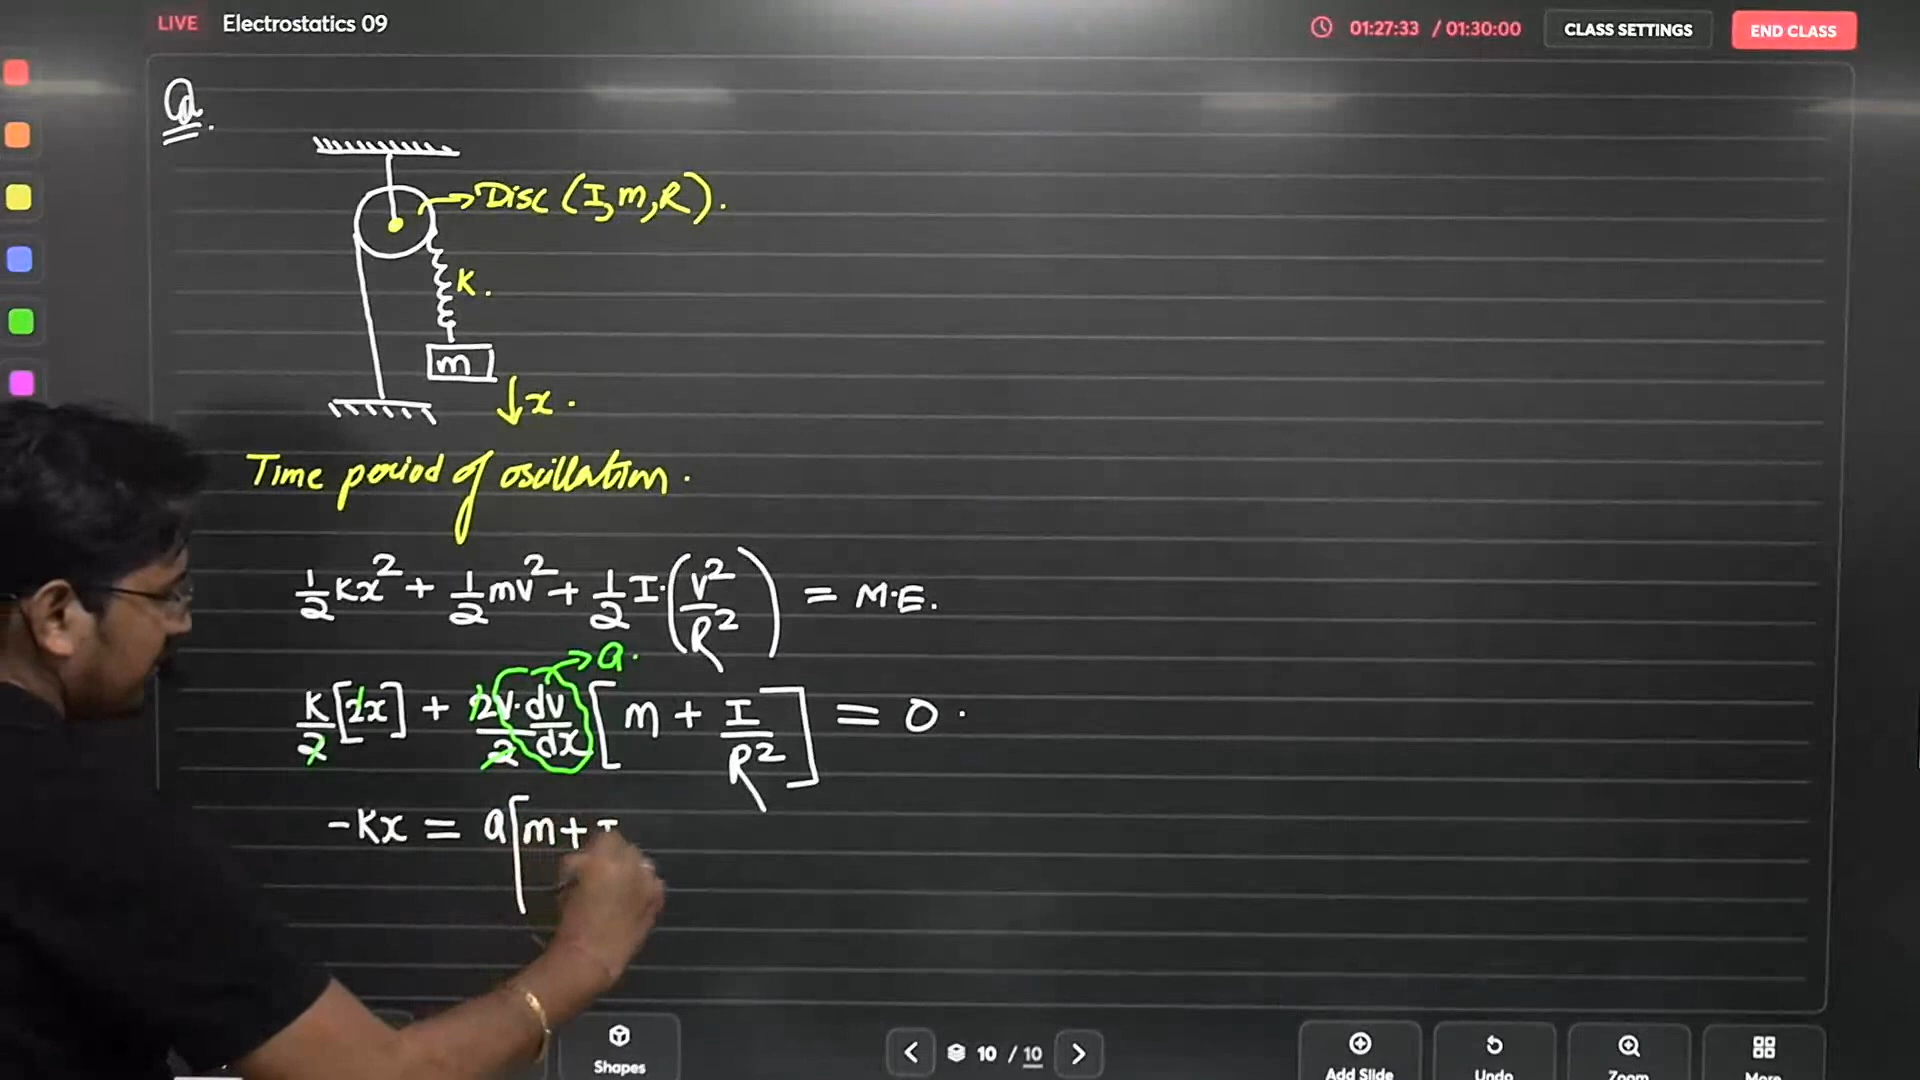 LIVE Electrostatics 09
01:27:33 / 01:30:00 CLASS SETTINGS END CLASS
Q.
→ Disc (I, m, R).
K.
m
↓x.
Time period of oscillation.
1/2 Kx² + 1/2 mv² + 1/2 I·(v²/R²) = M.E.
→ a.
K/2 [2x] + 2v·dv/2dx [m + I/R²] = 0.
-Kx = a[m+I
Shapes
10 / 10
Add Slide Undo Zoom More